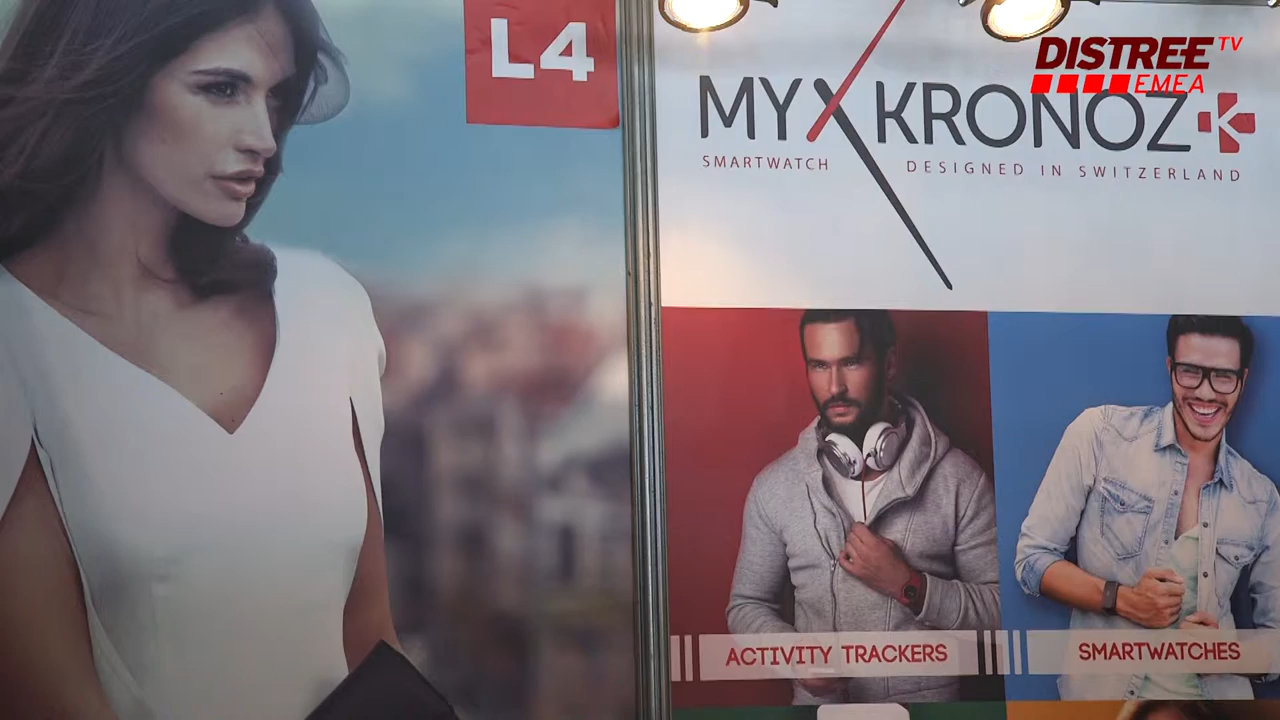 L4
DISTREE TV
EMEA
MYKRONOZ
SMARTWATCH DESIGNED IN SWITZERLAND
ACTIVITY TRACKERS
SMARTWATCHES